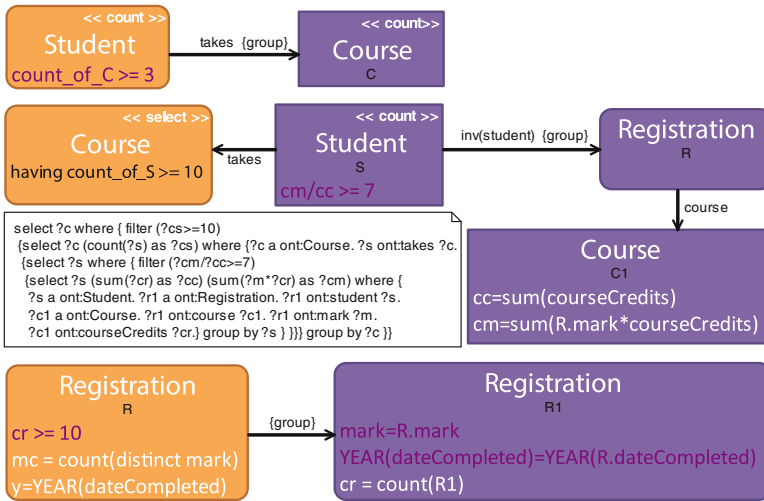 << count >>
Student
count_of_C >= 3
takes {group}
<< count>>
Course
C
<< select >>
Course
having count_of_S >= 10
takes
<< count >>
Student
S
cm/cc >= 7
inv(student) {group}
Registration
R
course
Course
C1
cc=sum(courseCredits)
cm=sum(R.mark*courseCredits)
select ?c where { filter (?cs>=10)
{select ?c (count(?s) as ?cs) where {?c a ont:Course. ?s ont:takes ?c.
{select ?s where { filter (?cm/?cc>=7)
{select ?s (sum(?cr) as ?cc) (sum(?m*?cr) as ?cm) where {
?s a ont:Student. ?r1 a ont:Registration. ?r1 ont:student ?s.
?c1 a ont:Course. ?r1 ont:course ?c1. ?r1 ont:mark ?m.
?c1 ont:courseCredits ?cr.} group by ?s } }}} group by ?c }}
Registration
R
cr >= 10
mc = count(distinct mark)
y=YEAR(dateCompleted)
{group}
Registration
R1
mark=R.mark
YEAR(dateCompleted)=YEAR(R.dateCompleted)
cr = count(R1)